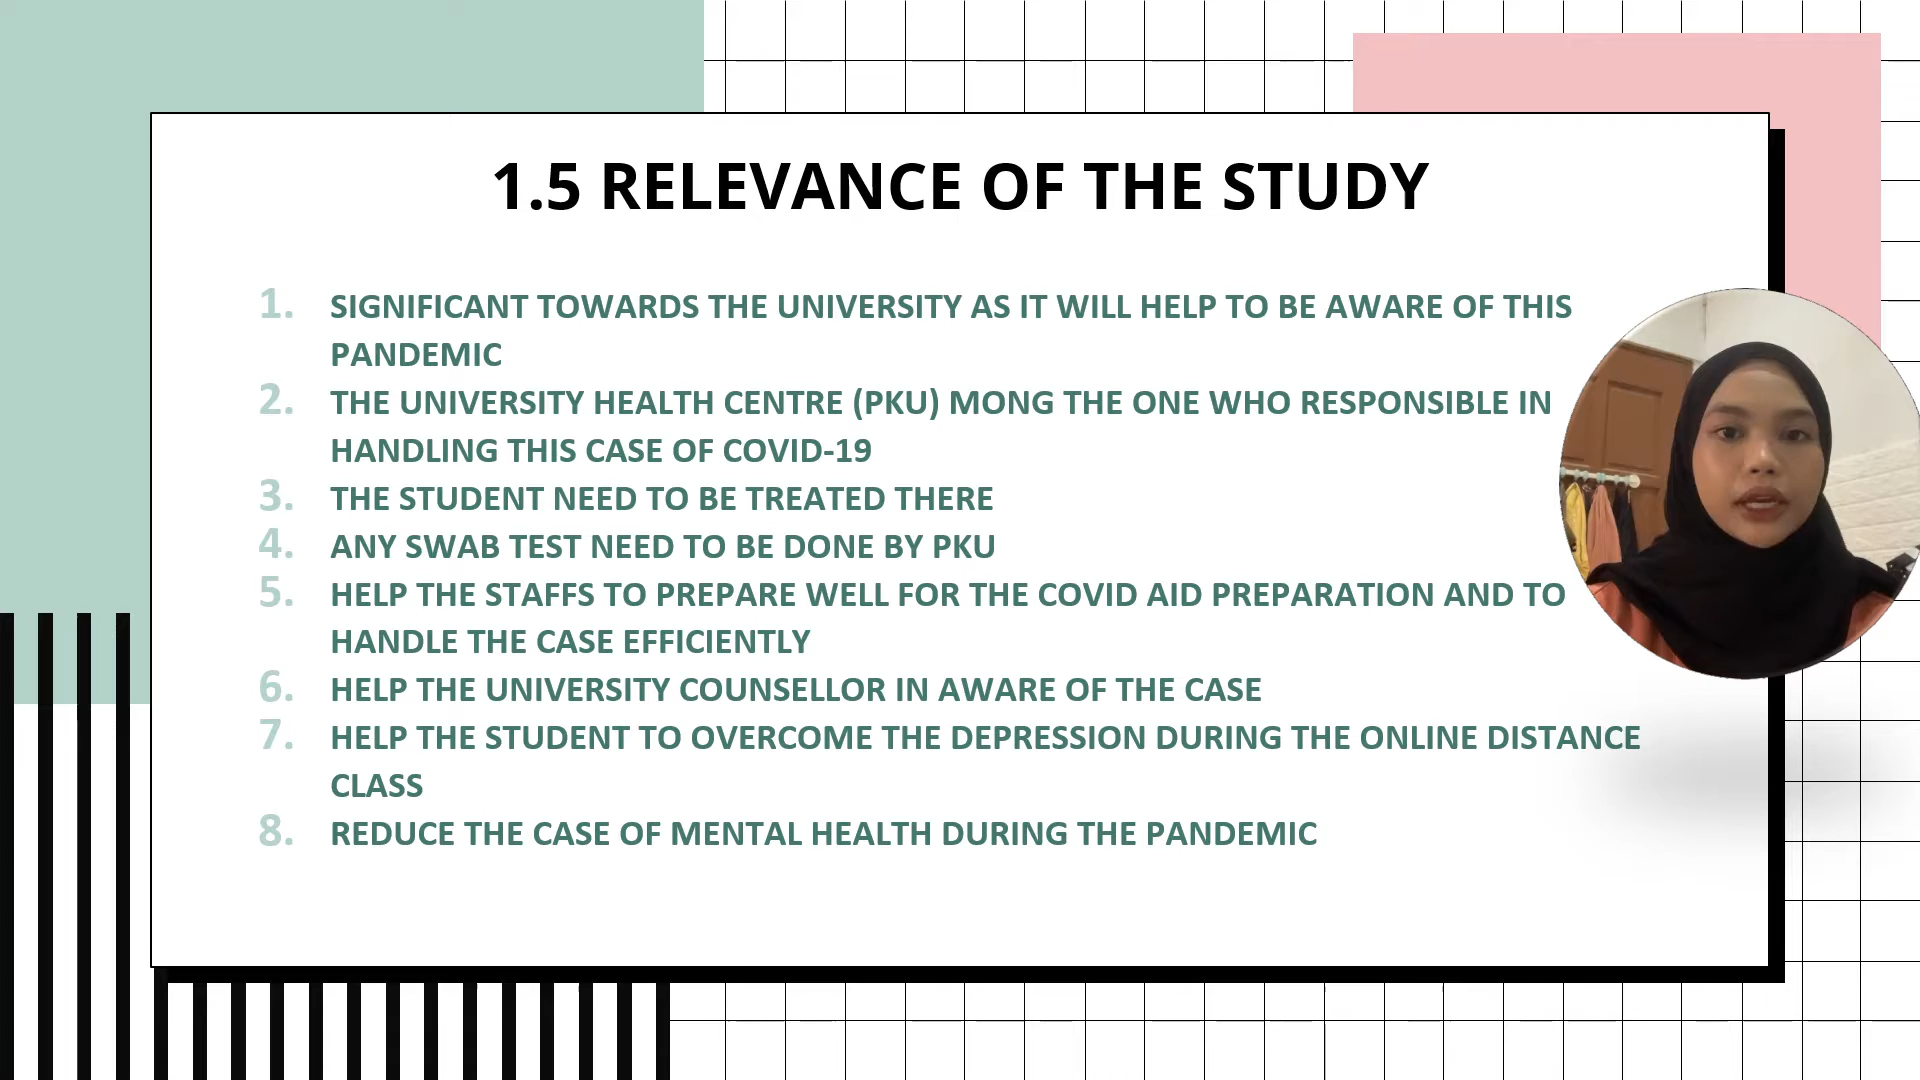 1.5 RELEVANCE OF THE STUDY
1. SIGNIFICANT TOWARDS THE UNIVERSITY AS IT WILL HELP TO BE AWARE OF THIS
PANDEMIC
2. THE UNIVERSITY HEALTH CENTRE (PKU) MONG THE ONE WHO RESPONSIBLE IN
HANDLING THIS CASE OF COVID-19
3. THE STUDENT NEED TO BE TREATED THERE
4. ANY SWAB TEST NEED TO BE DONE BY PKU
5. HELP THE STAFFS TO PREPARE WELL FOR THE COVID AID PREPARATION AND TO
HANDLE THE CASE EFFICIENTLY
6. HELP THE UNIVERSITY COUNSELLOR IN AWARE OF THE CASE
7. HELP THE STUDENT TO OVERCOME THE DEPRESSION DURING THE ONLINE DISTANCE
CLASS
8. REDUCE THE CASE OF MENTAL HEALTH DURING THE PANDEMIC